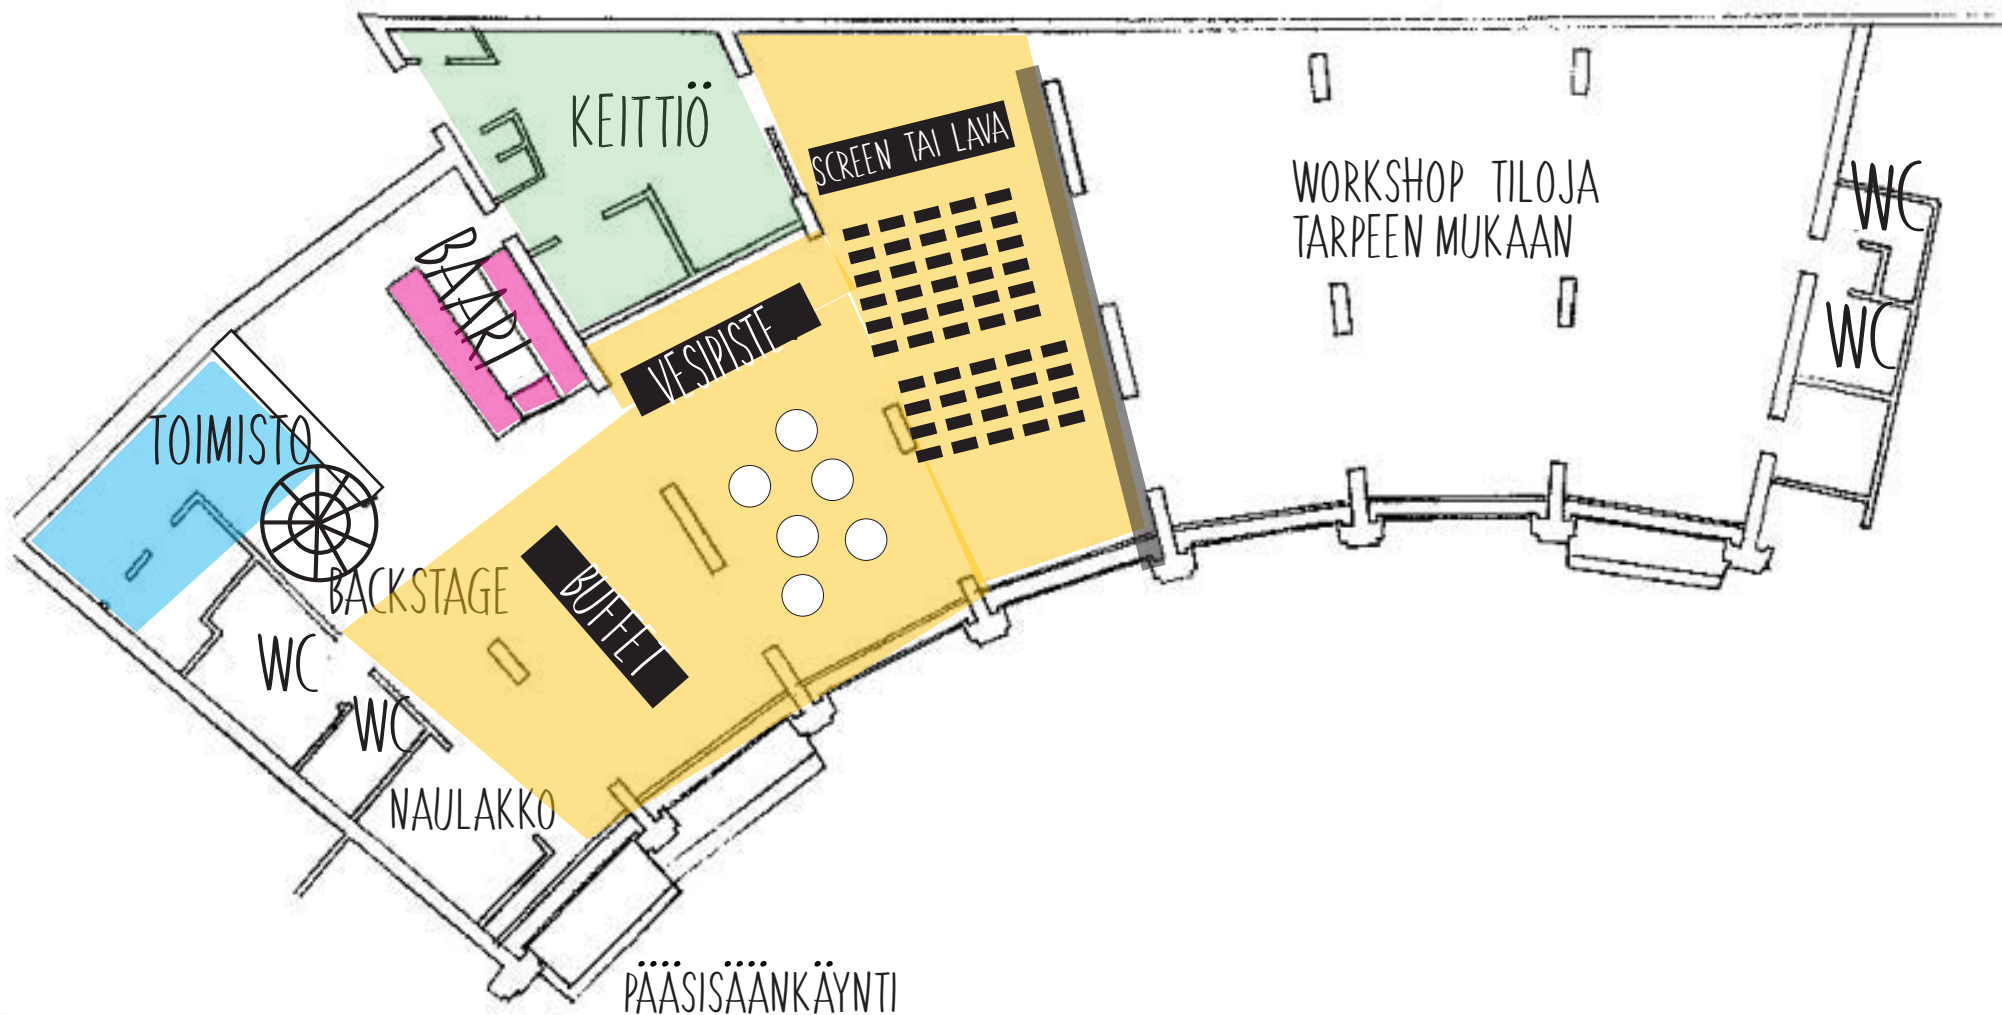 KEITTIÖ
SCREEN TAI LAVA
WORKSHOP TILOJA
TARPEEN MUKAAN
WC
WC
BAARI
VESIPISTE
TOIMISTO
BACKSTAGE
BUFFET
WC
WC
NAULAKKO
PÄÄSISÄÄNKÄYNTI